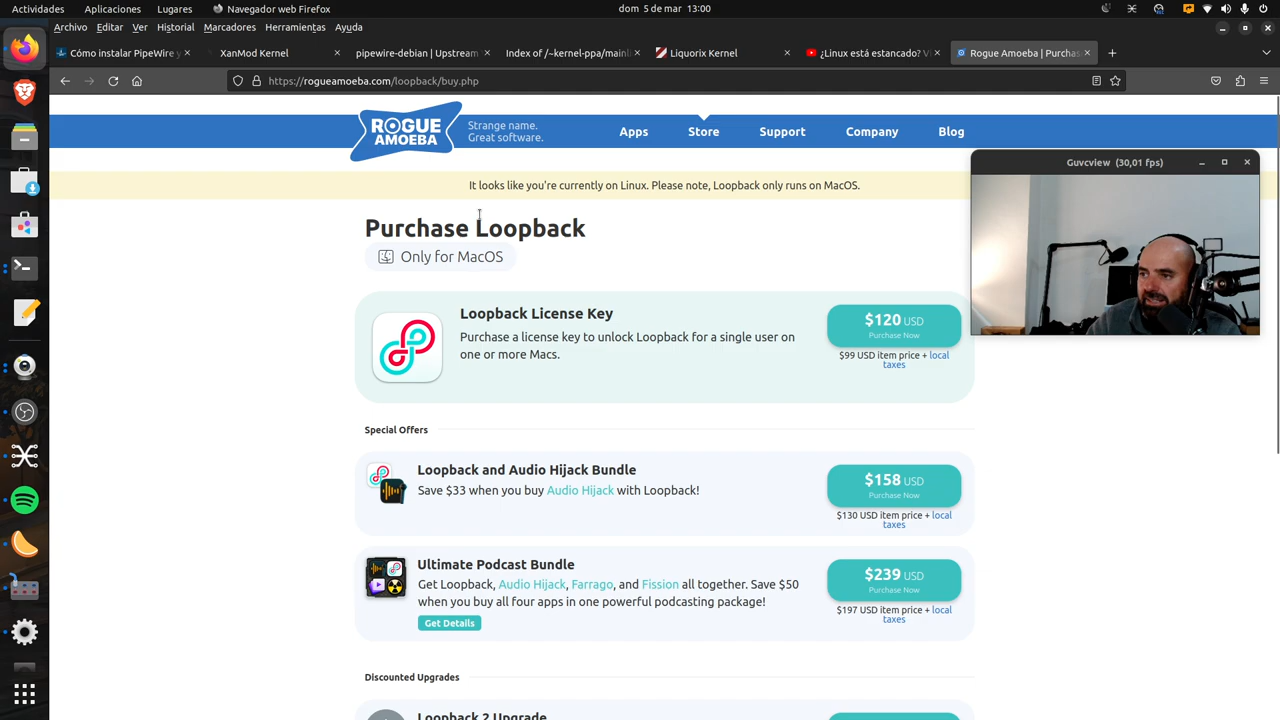 Actividades Aplicaciones Lugares Navegador web Firefox dom 5 de mar 13:00
Archivo Editar Ver Historial Marcadores Herramientas Ayuda
Cómo instalar PipeWire y XanMod Kernel pipewire-debian | Upstream Index of /~kernel-ppa/mainl Liquorix Kernel ¿Linux está estancado? V Rogue Amoeba | Purchas
https://rogueamoeba.com/loopback/buy.php
ROGUE
AMOEBA
Strange name.
Great software.
Apps Store Support Company Blog
Guvcview (30,01 fps)
It looks like you're currently on Linux. Please note, Loopback only runs on MacOS.
Purchase Loopback
Only for MacOS
Loopback License Key
Purchase a license key to unlock Loopback for a single user on
one or more Macs.
$120 USD
Purchase Now
$99 USD item price + local
taxes
Special Offers
Loopback and Audio Hijack Bundle
Save $33 when you buy Audio Hijack with Loopback!
$158 USD
Purchase Now
$130 USD item price + local
taxes
Ultimate Podcast Bundle
Get Loopback, Audio Hijack, Farrago, and Fission all together. Save $50
when you buy all four apps in one powerful podcasting package!
Get Details
$239 USD
Purchase Now
$197 USD item price + local
taxes
Discounted Upgrades
Loopback 2 Upgrade